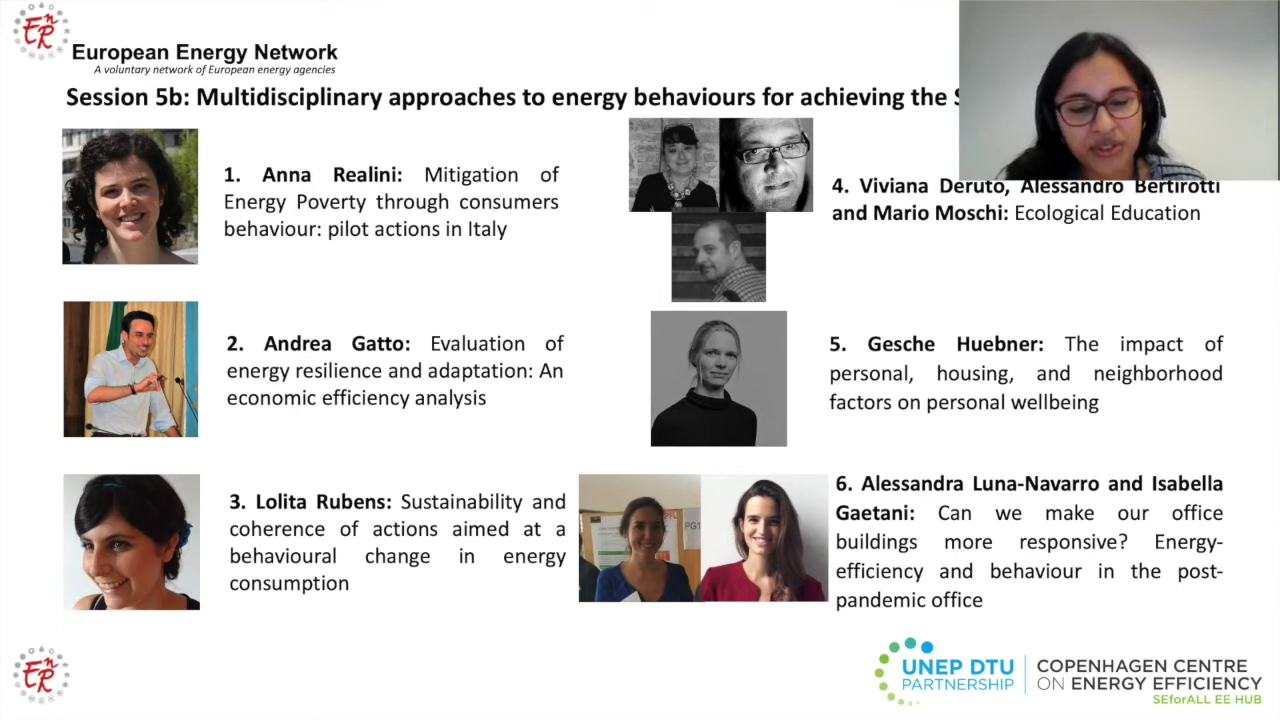 EnR
European Energy Network
A voluntary network of European energy agencies
Session 5b: Multidisciplinary approaches to energy behaviours for achieving the
1. Anna Realini: Mitigation of
Energy Poverty through consumers
behaviour: pilot actions in Italy
2. Andrea Gatto: Evaluation of
energy resilience and adaptation: An
economic efficiency analysis
3. Lolita Rubens: Sustainability and
coherence of actions aimed at a
behavioural change in energy
consumption
4. Viviana Deruto, Alessandro Bertirotti
and Mario Moschi: Ecological Education
5. Gesche Huebner: The impact of
personal, housing, and neighborhood
factors on personal wellbeing
PG1
6. Alessandra Luna-Navarro and Isabella
Gaetani: Can we make our office
buildings more responsive? Energy-
efficiency and behaviour in the post-
pandemic office
EnR
UNEP DTU
PARTNERSHIP
COPENHAGEN CENTRE
ON ENERGY EFFICIENCY
SEforALL EE HUB